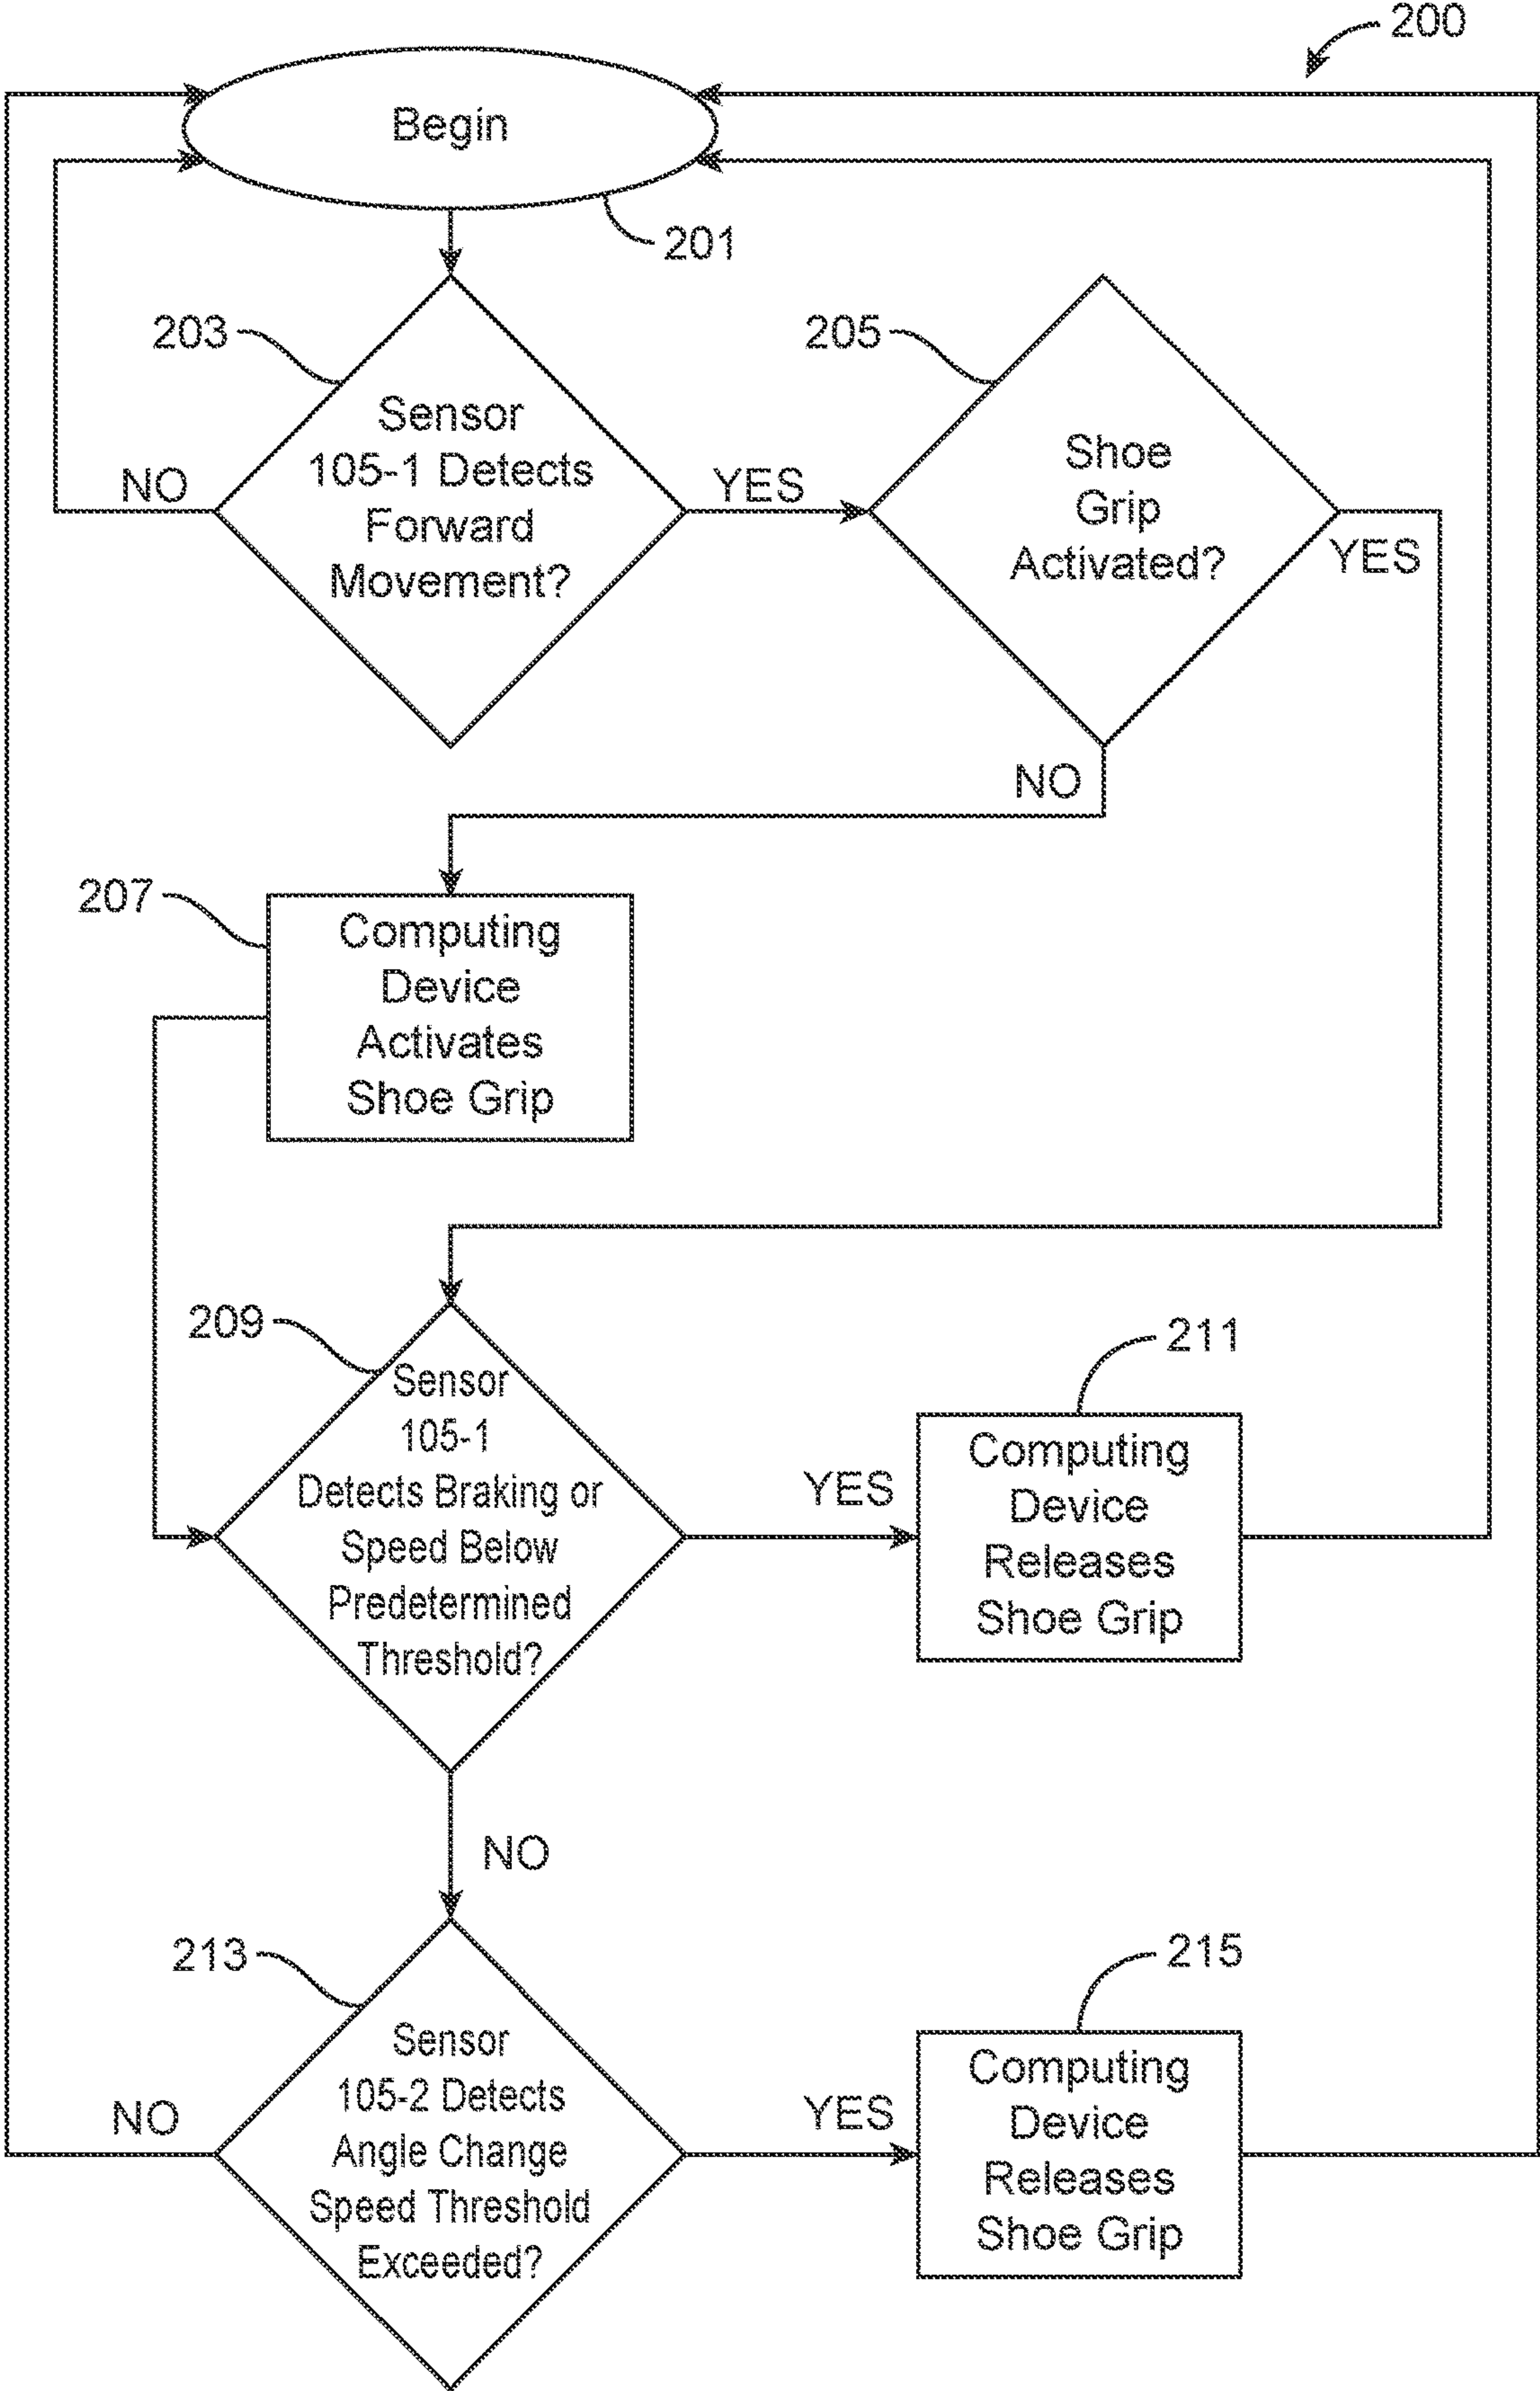 200
Begin
201
203
Sensor
105-1 Detects
Forward
Movement?
NO
YES
205
Shoe
Grip
Activated?
YES
NO
207
Computing
Device
Activates
Shoe Grip
209
Sensor
105-1
Detects Braking or
Speed Below
Predetermined
Threshold?
YES
211
Computing
Device
Releases
Shoe Grip
NO
213
Sensor
105-2 Detects
Angle Change
Speed Threshold
Exceeded?
NO
YES
215
Computing
Device
Releases
Shoe Grip